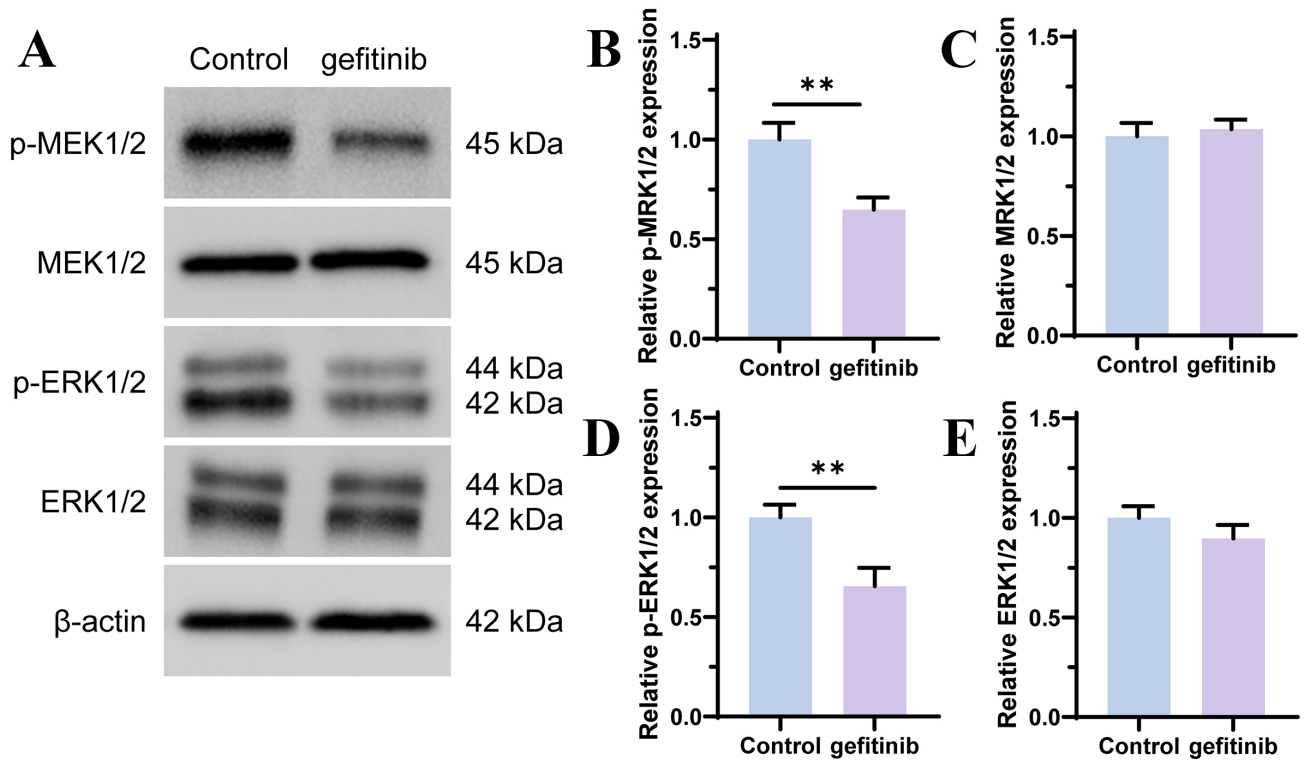 A
Control gefitinib
p-MEK1/2 45 kDa
MEK1/2 45 kDa
p-ERK1/2 44 kDa
42 kDa
ERK1/2 44 kDa
42 kDa
β-actin 42 kDa
B
Relative p-MRK1/2 expression
1.5
1.0
0.5
0.0
**
Control gefitinib
C
Relative MRK1/2 expression
1.5
1.0
0.5
0.0
Control gefitinib
D
Relative p-ERK1/2 expression
1.5
1.0
0.5
0.0
**
Control gefitinib
E
Relative ERK1/2 expression
1.5
1.0
0.5
0.0
Control gefitinib